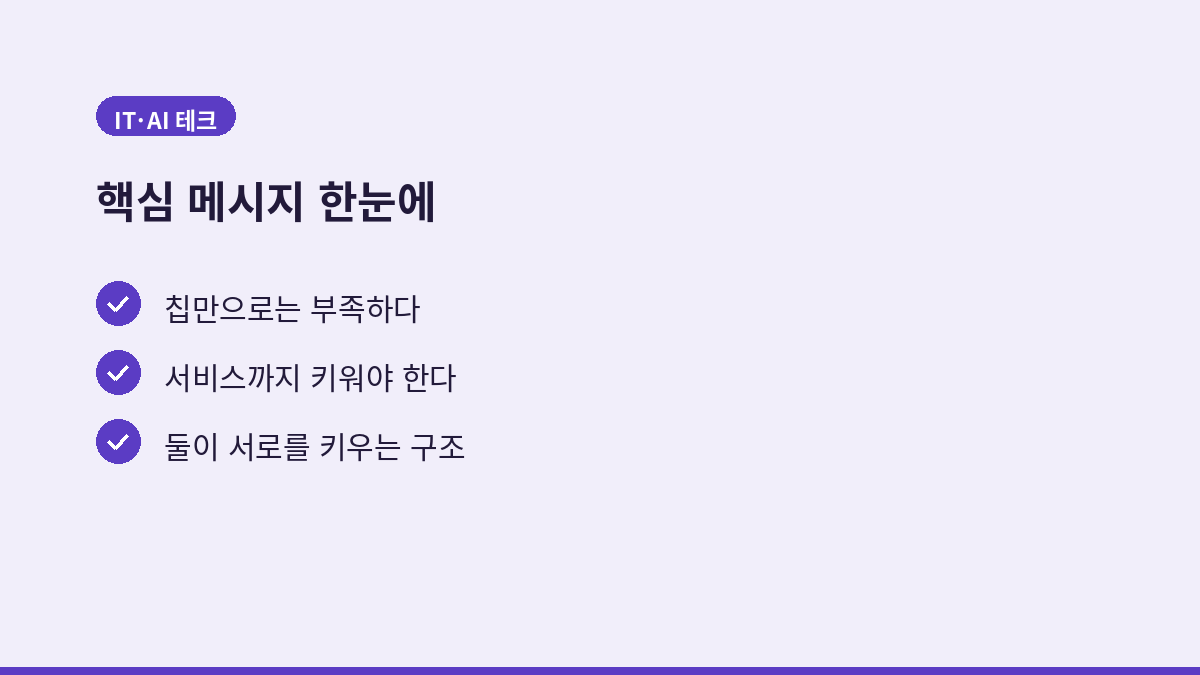 IT·AI 테크
핵심 메시지 한눈에
칩만으로는 부족하다
서비스까지 키워야 한다
둘이 서로를 키우는 구조